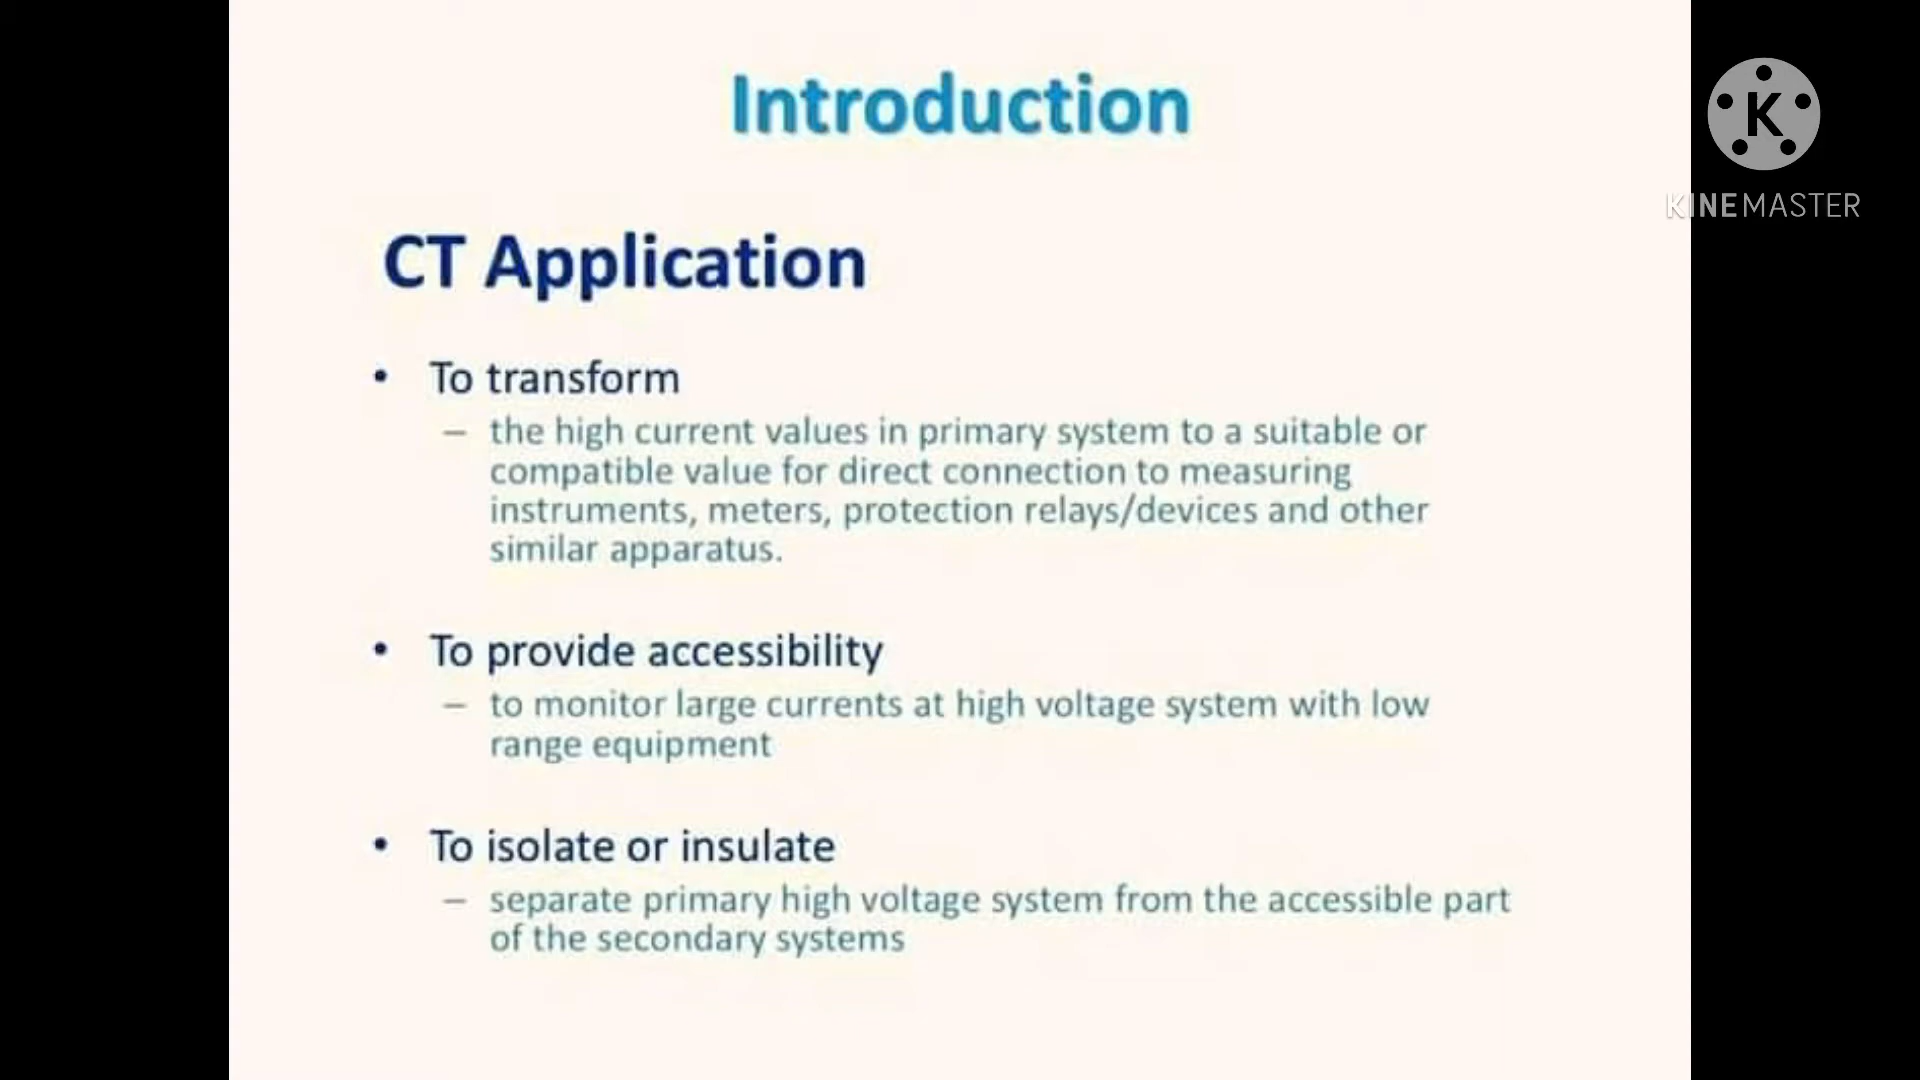 Introduction
K
KINEMASTER
CT Application
• To transform
– the high current values in primary system to a suitable or
compatible value for direct connection to measuring
instruments, meters, protection relays/devices and other
similar apparatus.
• To provide accessibility
– to monitor large currents at high voltage system with low
range equipment
• To isolate or insulate
– separate primary high voltage system from the accessible part
of the secondary systems